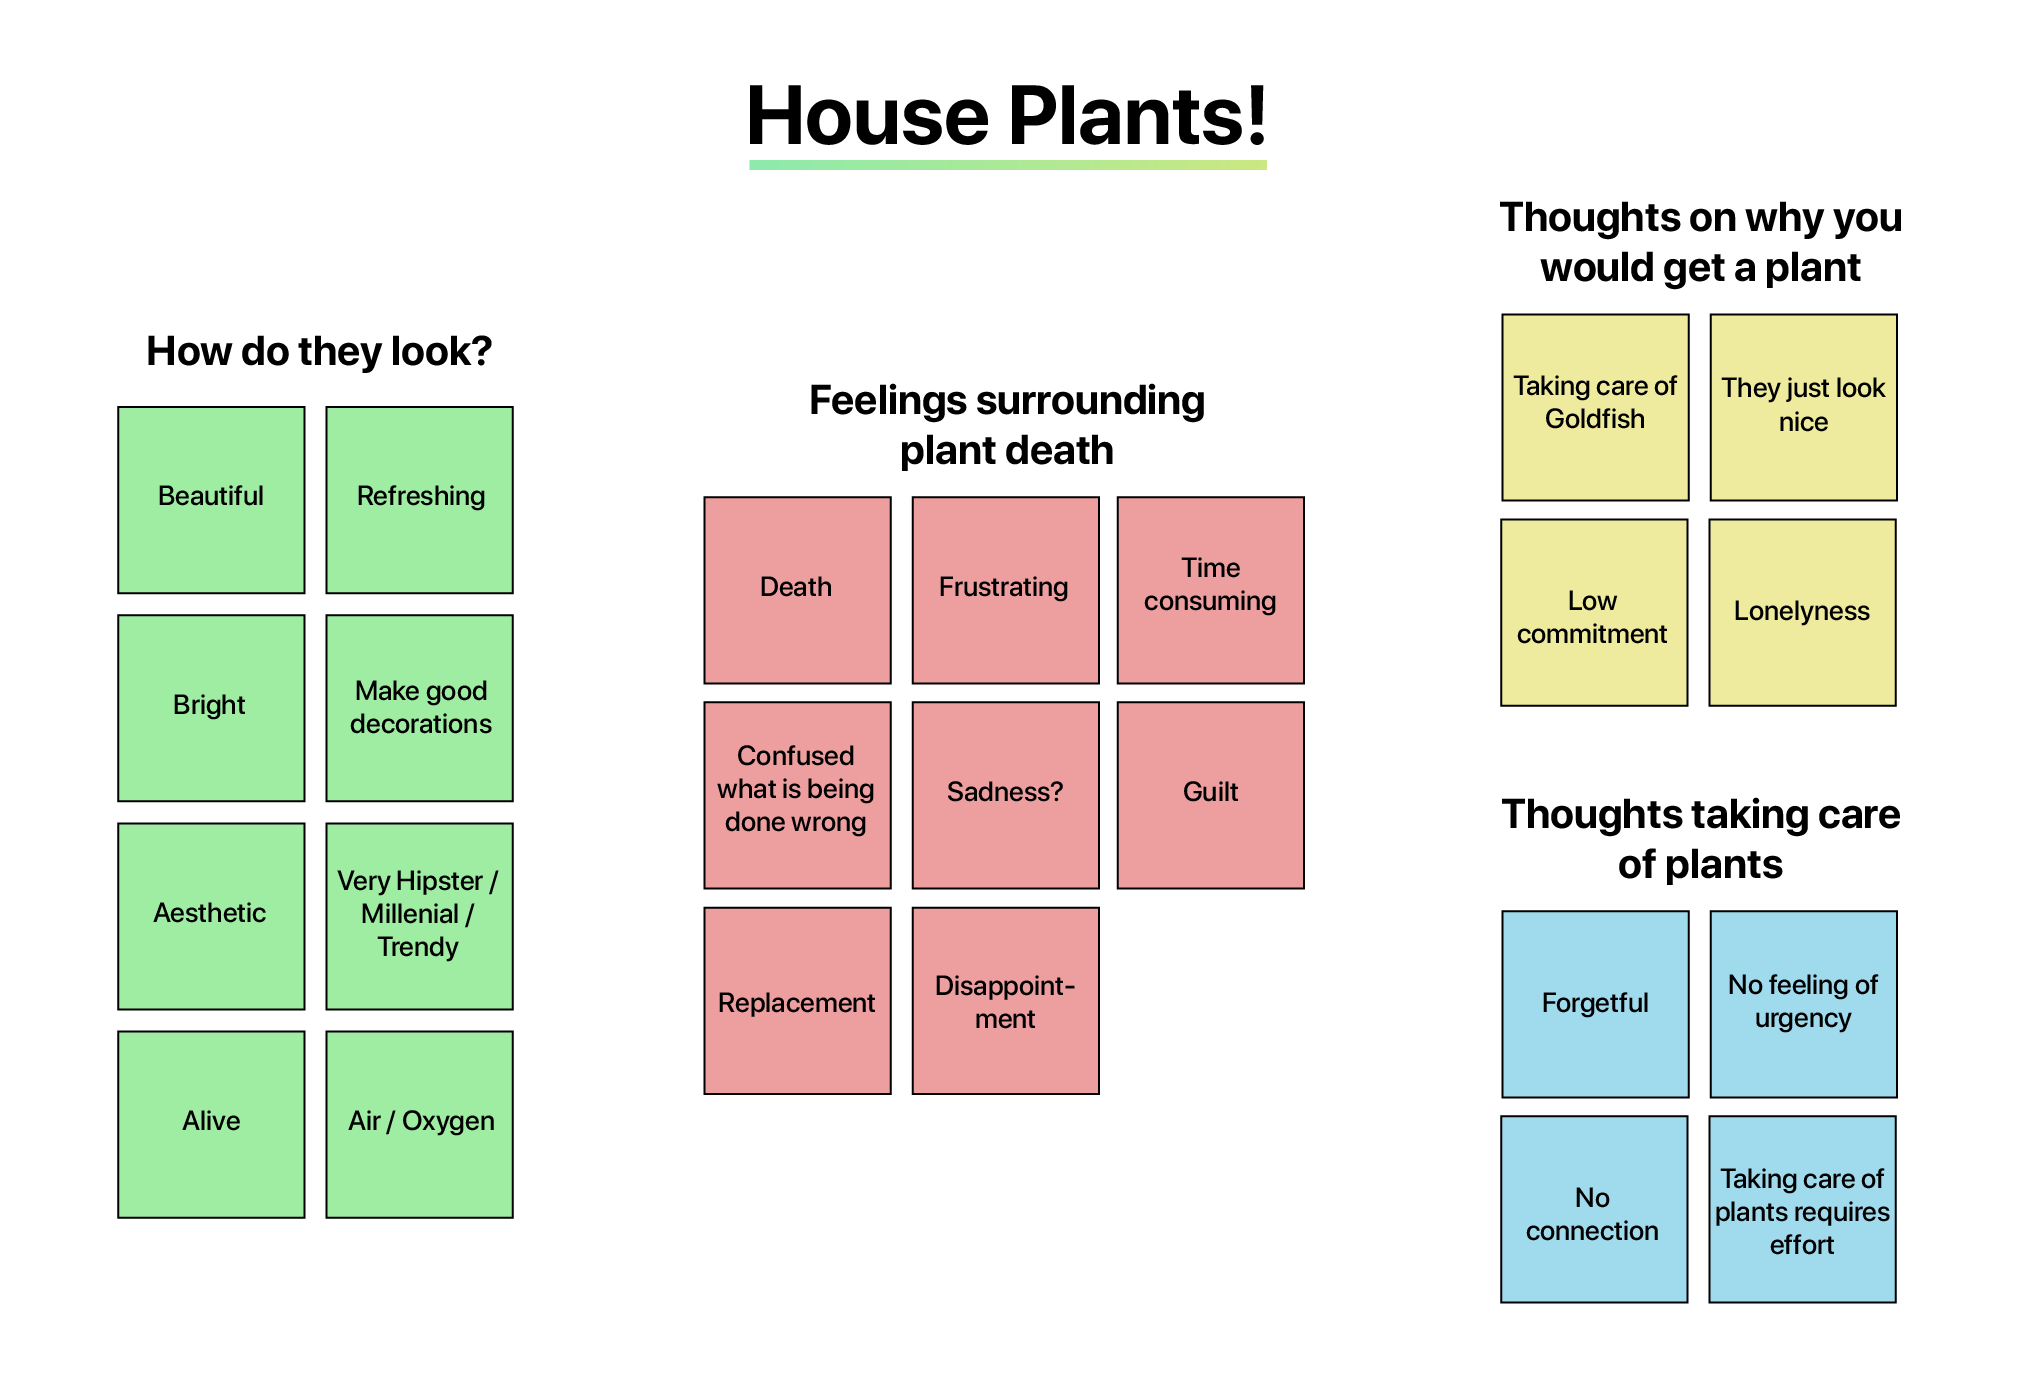 House Plants!
How do they look?
Beautiful
Refreshing
Bright
Make good
decorations
Aesthetic
Very Hipster /
Millenial /
Trendy
Alive
Air / Oxygen
Feelings surrounding
plant death
Death
Frustrating
Time
consuming
Confused
what is being
done wrong
Sadness?
Guilt
Replacement
Disappoint-
ment
Thoughts on why you
would get a plant
Taking care of
Goldfish
They just look
nice
Low
commitment
Lonelyness
Thoughts taking care
of plants
Forgetful
No feeling of
urgency
No
connection
Taking care of
plants requires
effort